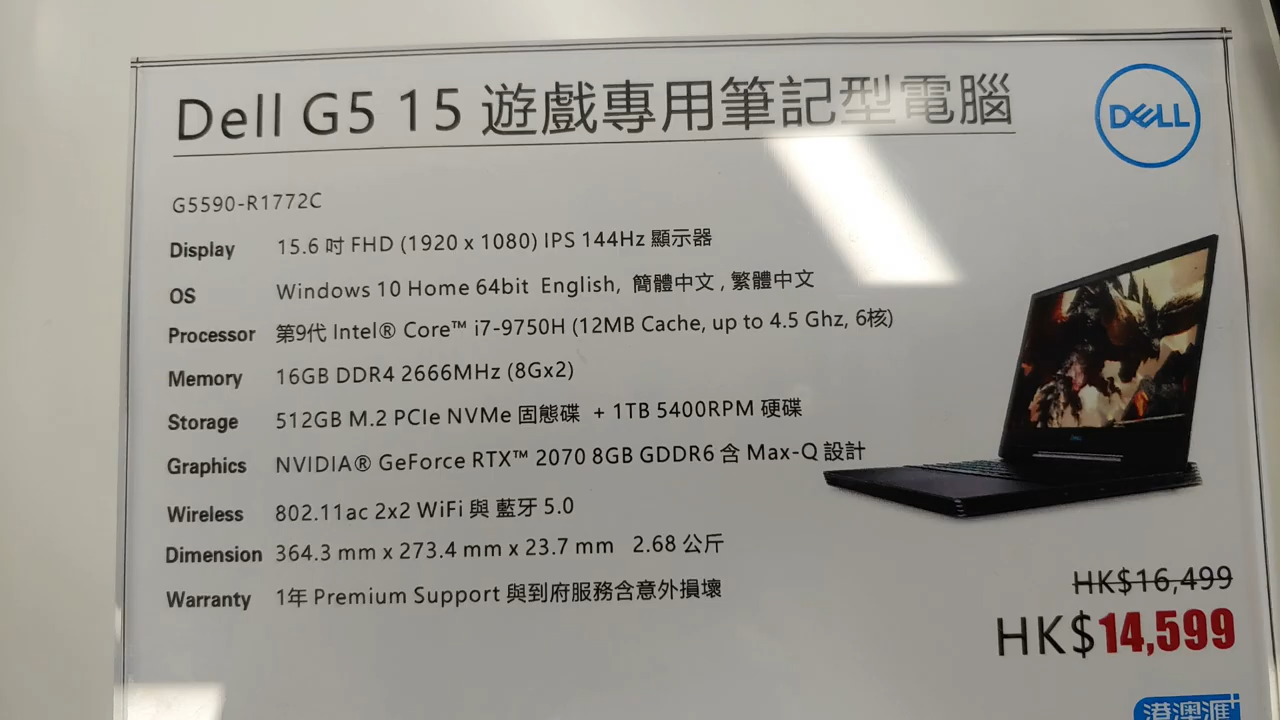 Dell G5 15 遊戲專用筆記型電腦
DELL
G5590-R1772C
Display 15.6 吋 FHD (1920 x 1080) IPS 144Hz 顯示器
OS Windows 10 Home 64bit English, 簡體中文 , 繁體中文
Processor 第9代 Intel® Core™ i7-9750H (12MB Cache, up to 4.5 Ghz, 6核)
Memory 16GB DDR4 2666MHz (8Gx2)
Storage 512GB M.2 PCIe NVMe 固態碟 + 1TB 5400RPM 硬碟
Graphics NVIDIA® GeForce RTX™ 2070 8GB GDDR6 含 Max-Q 設計
Wireless 802.11ac 2x2 WiFi 與 藍牙 5.0
Dimension 364.3 mm x 273.4 mm x 23.7 mm 2.68 公斤
Warranty 1年 Premium Support 與到府服務含意外損壞
HK$16,499
HK$14,599
港澳滙+